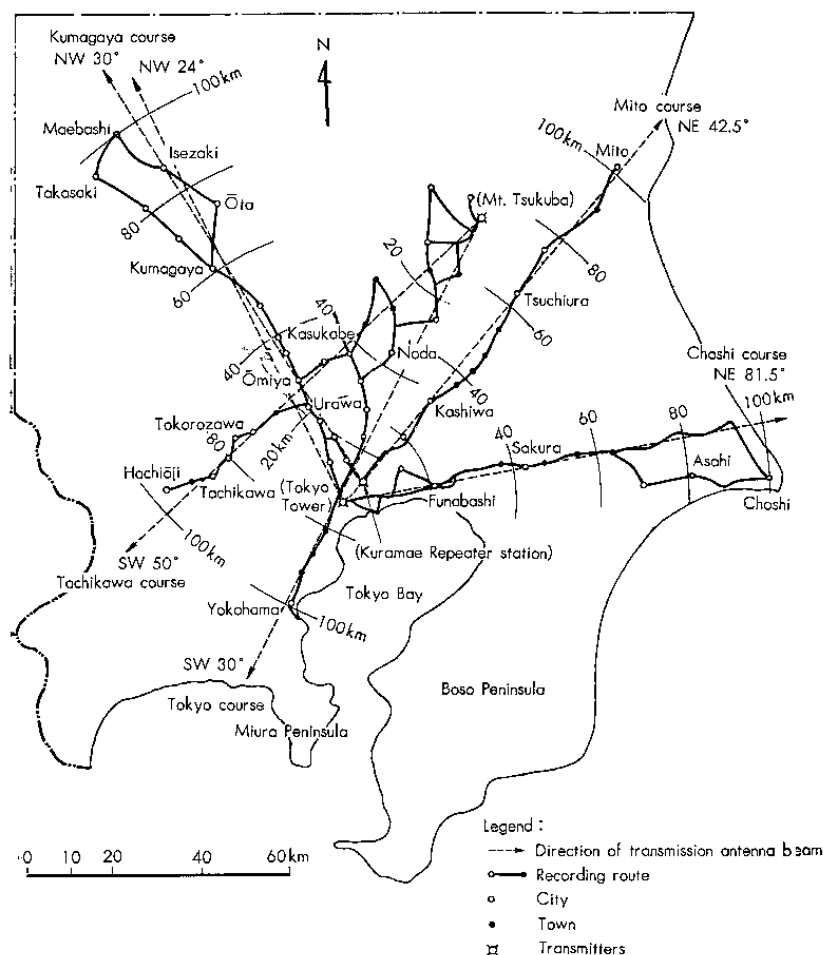 Kumagaya course
NW 30°
NW 24°
100km
N
Mito course
NE 42.5°
100km
Mito
Maebashi
Isezaki
Takasaki
Ōta
(Mt. Tsukuba)
80
20
80
Kumagaya
60
Tsuchiura
60
40
Kasukabe
Noda
40
Ōmiya
40
Choshi course
NE 81.5°
100km
Urawa
Kashiwa
Tokorozawa
20km
80
40
Sakura
60
80
Asahi
Hachiōji
Tachikawa
(Tokyo
Tower)
Funabashi
Choshi
100km
SW 50°
Tachikawa course
(Kuramae Repeater station)
Tokyo Bay
Yokohama
100km
SW 30°
Tokyo course
Miura Peninsula
Boso Peninsula
Legend :
Direction of transmission antenna beam
Recording route
City
Town
Transmitters
10
20
40
60km